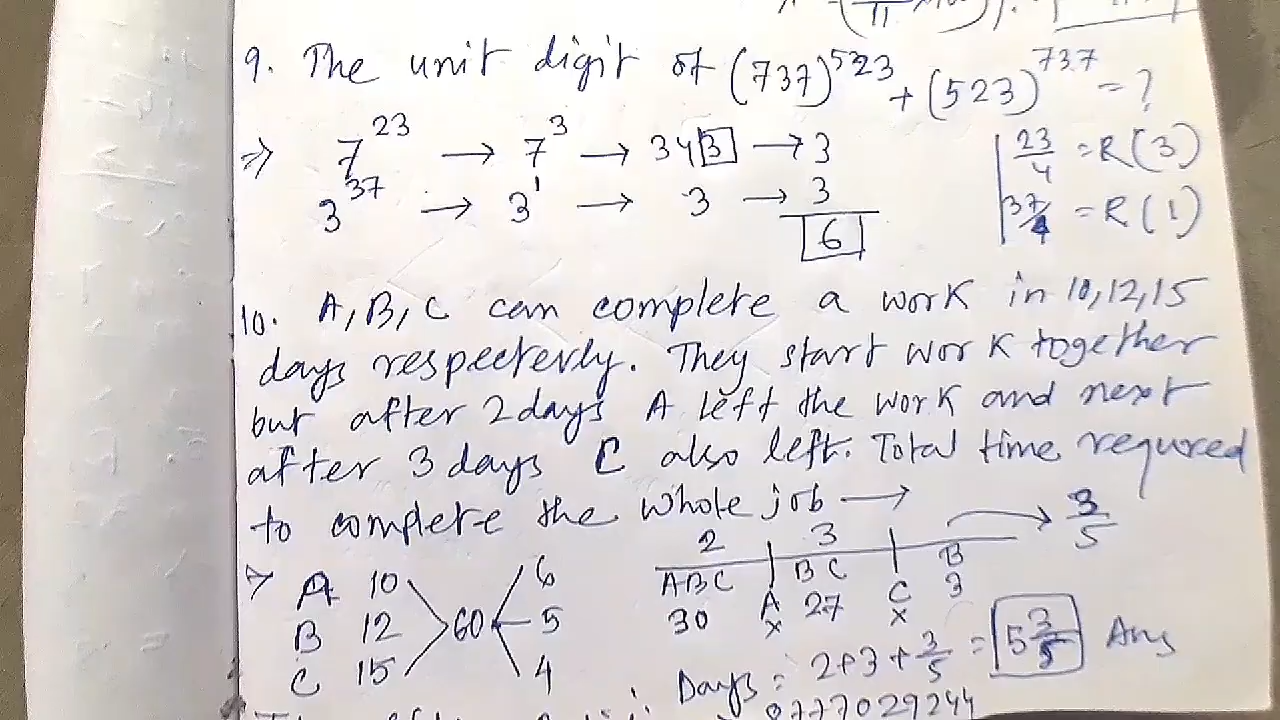 9. The unit digit of (737)^523 + (523)^737 = ?
⇒ 7^23 → 7^3 → 343 → 3 | 23/4 = R(3)
3^37 → 3^1 → 3 → 3 | 37/4 = R(1)
6
10. A, B, C can complete a work in 10, 12, 15
days respecterly. They start work together
but after 2 days A left the work and next
after 3 days C also left. Total time requored
to complete the whole job → 3/5
2 3
⇒ A 10 6 ABC BC B
B 12 60 5 30 A 27 C 3
x x
C 15 4
Days = 2+3+3/5 = 5 3/5 Ans